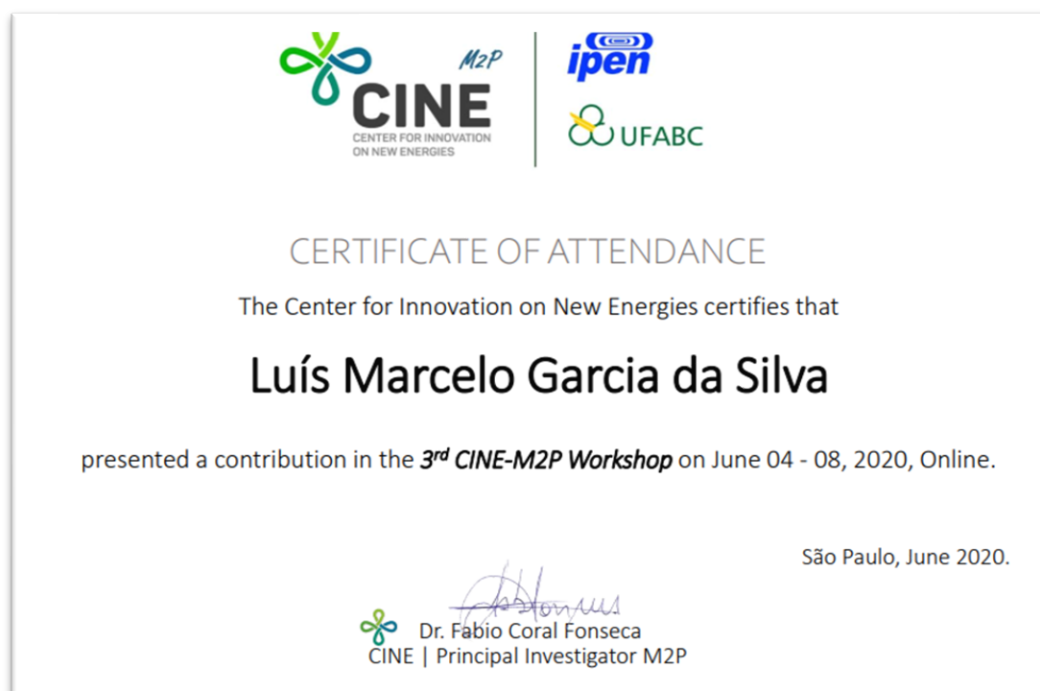 M2P
CINE
CENTER FOR INNOVATION
ON NEW ENERGIES
ipen
UFABC
CERTIFICATE OF ATTENDANCE
The Center for Innovation on New Energies certifies that
Luís Marcelo Garcia da Silva
presented a contribution in the 3rd CINE-M2P Workshop on June 04 - 08, 2020, Online.
São Paulo, June 2020.
Dr. Fabio Coral Fonseca
CINE | Principal Investigator M2P